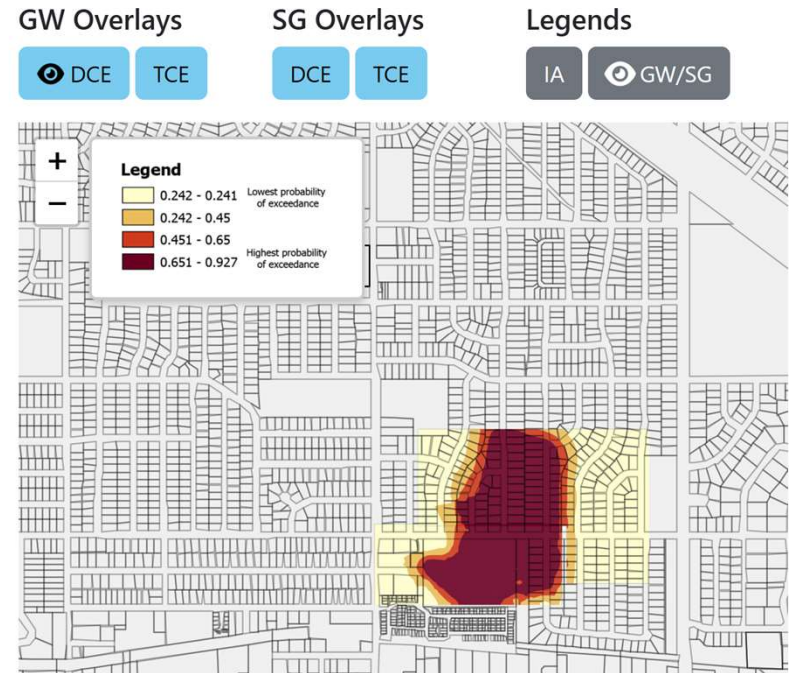 GW Overlays SG Overlays Legends
DCE TCE DCE TCE IA GW/SG
+
−
Legend
0.242 - 0.241 Lowest probability
of exceedance
0.242 - 0.45
0.451 - 0.65
0.651 - 0.927 Highest probability
of exceedance